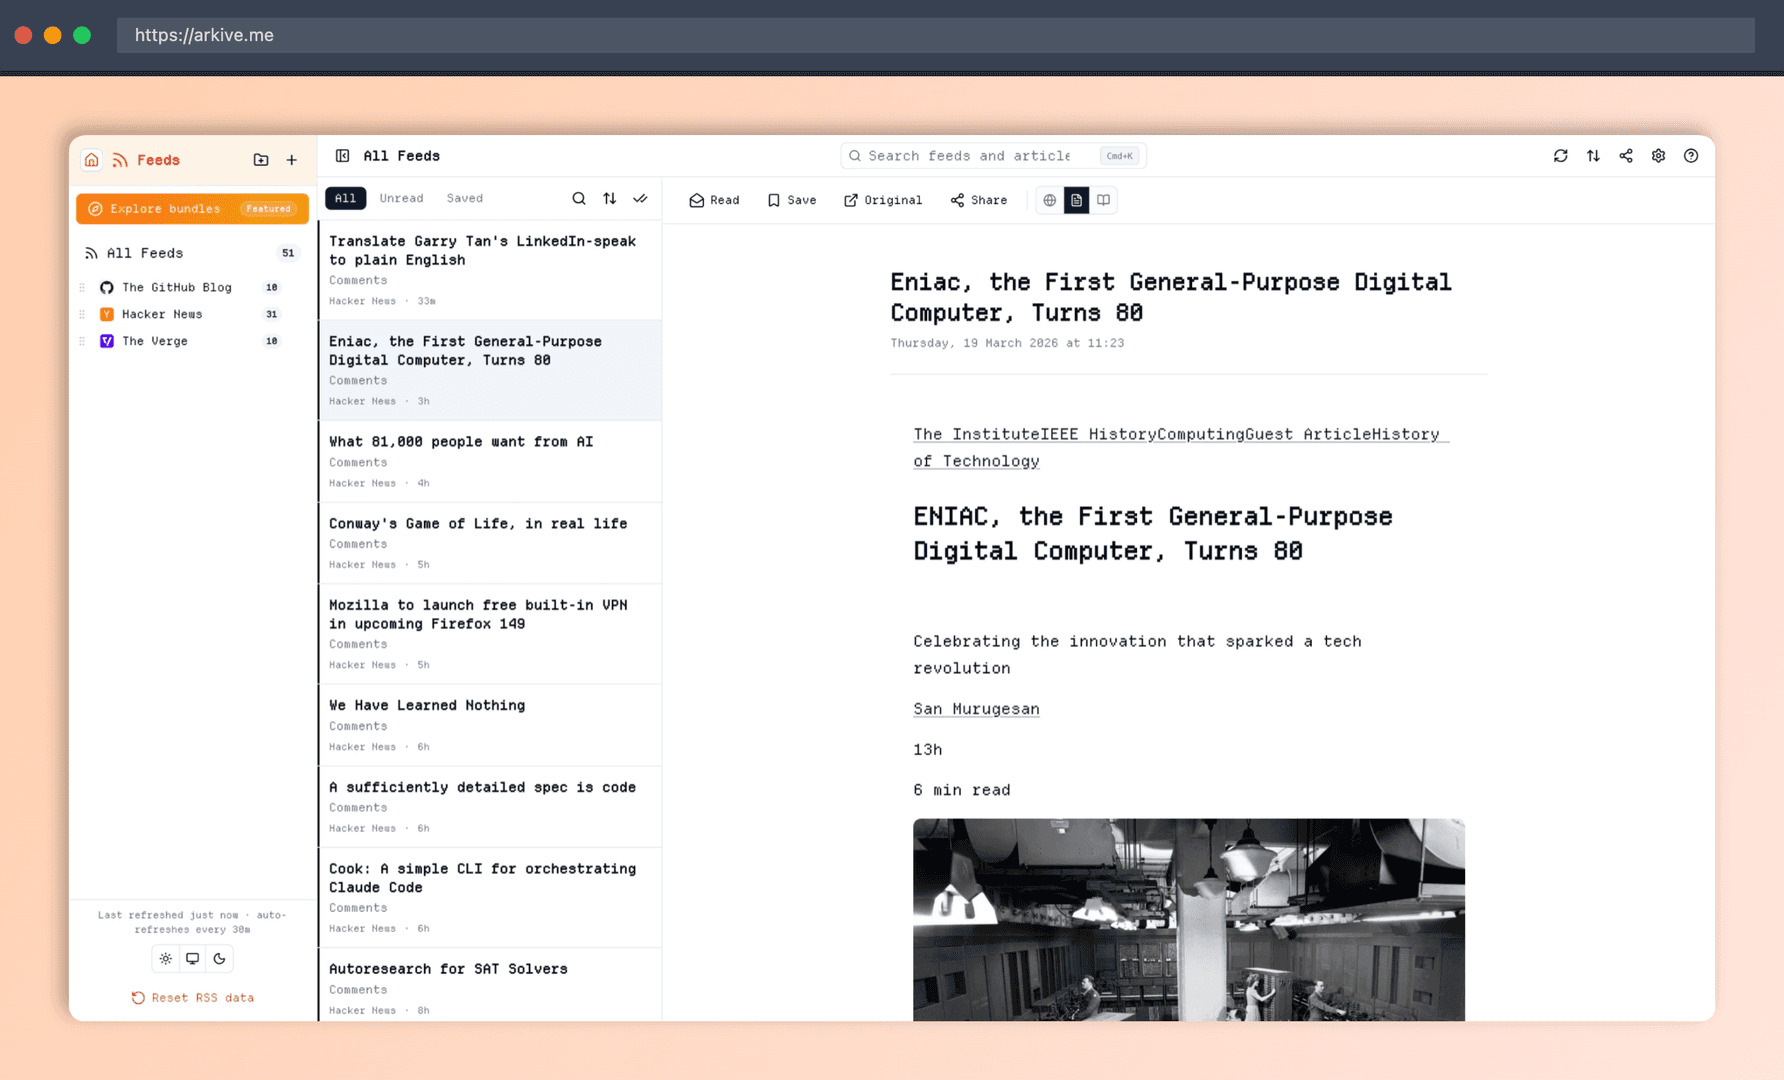 https://arkive.me
Feeds
Explore bundles Featured
All Feeds 51
The GitHub Blog 10
Hacker News 31
The Verge 10
Last refreshed just now · auto-
refreshes every 30m
Reset RSS data
All Feeds
Search feeds and article Cmd+K
All Unread Saved
Translate Garry Tan's LinkedIn-speak
to plain English
Comments
Hacker News · 33m
Eniac, the First General-Purpose
Digital Computer, Turns 80
Comments
Hacker News · 3h
What 81,000 people want from AI
Comments
Hacker News · 4h
Conway's Game of Life, in real life
Comments
Hacker News · 5h
Mozilla to launch free built-in VPN
in upcoming Firefox 149
Comments
Hacker News · 5h
We Have Learned Nothing
Comments
Hacker News · 6h
A sufficiently detailed spec is code
Comments
Hacker News · 6h
Cook: A simple CLI for orchestrating
Claude Code
Comments
Hacker News · 6h
Autoresearch for SAT Solvers
Comments
Hacker News · 8h
Read Save Original Share
Eniac, the First General-Purpose Digital
Computer, Turns 80
Thursday, 19 March 2026 at 11:23
The InstituteIEEE HistoryComputingGuest ArticleHistory
of Technology
ENIAC, the First General-Purpose
Digital Computer, Turns 80
Celebrating the innovation that sparked a tech
revolution
San Murugesan
13h
6 min read